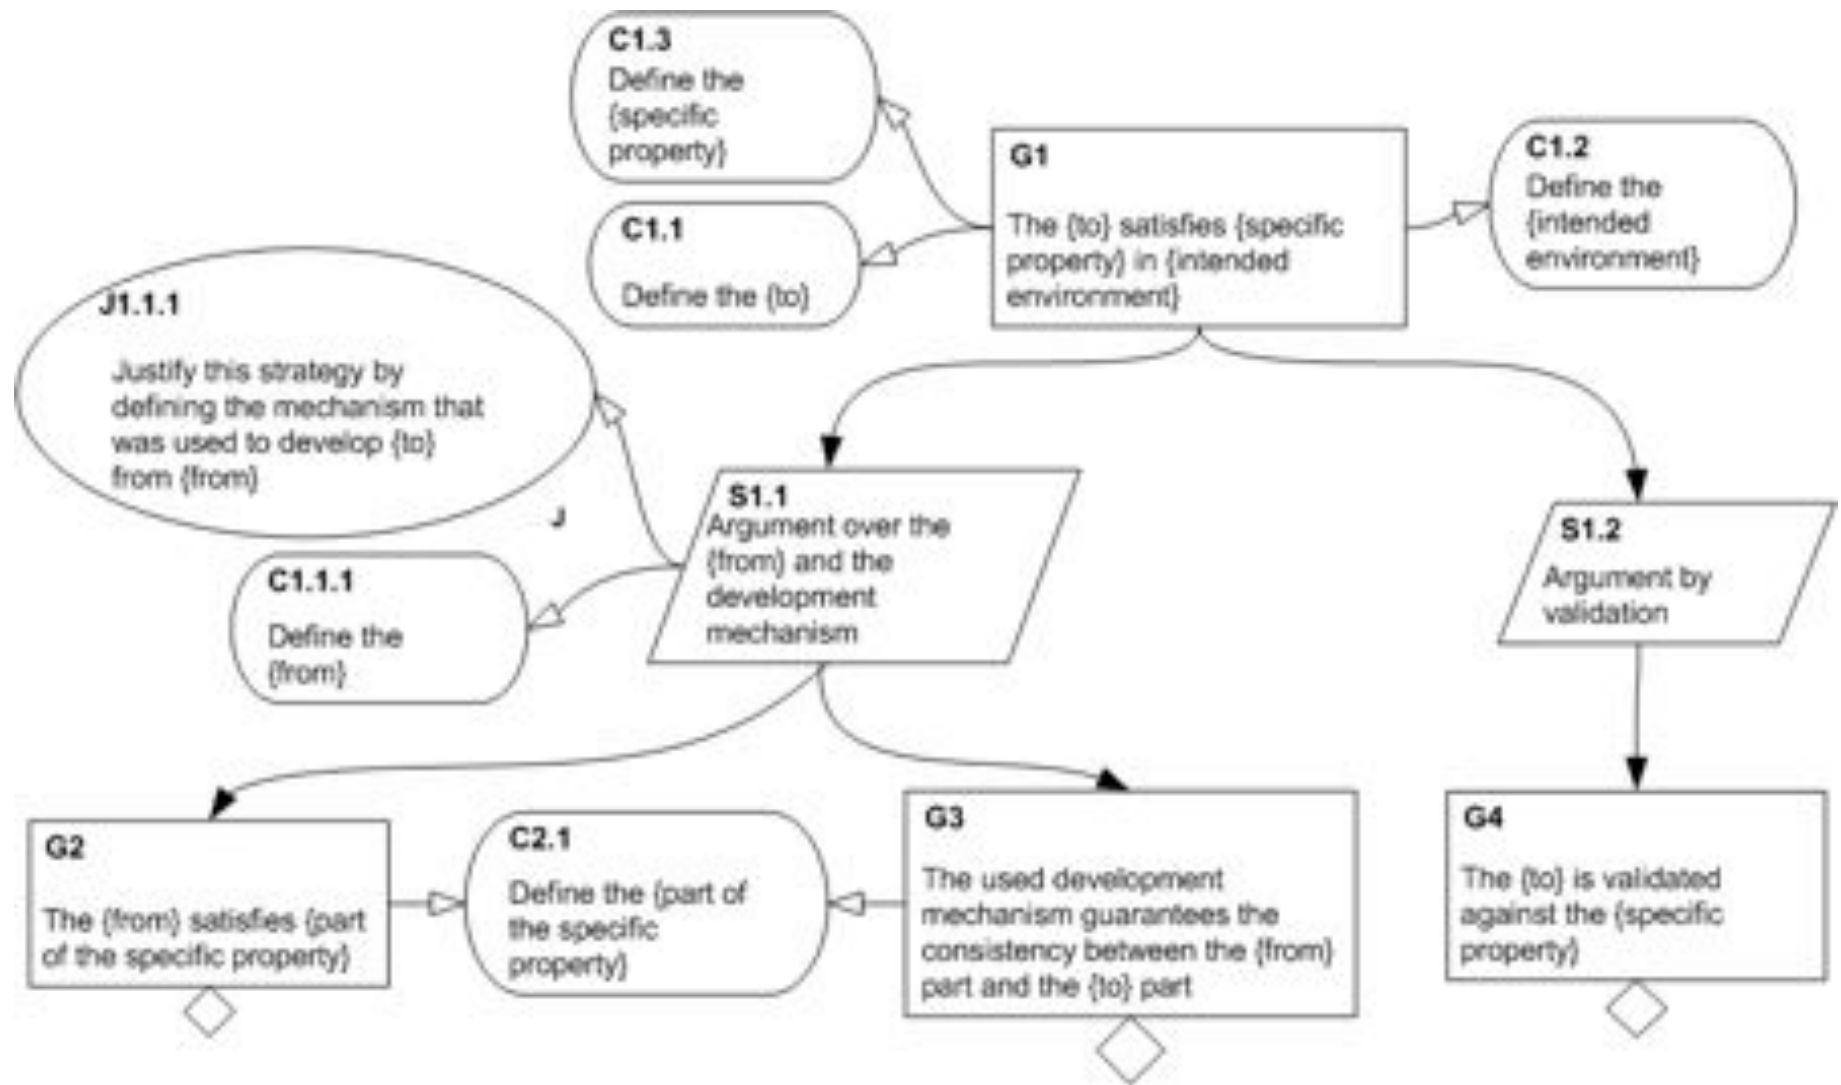 C1.3
Define the
{specific
property}
G1
The {to} satisfies {specific
property} in {intended
environment}
C1.2
Define the
{intended
environment}
C1.1
Define the {to}
J1.1.1
Justify this strategy by
defining the mechanism that
was used to develop {to}
from {from}
J
S1.1
Argument over the
{from} and the
development
mechanism
S1.2
Argument by
validation
C1.1.1
Define the
{from}
G2
The {from} satisfies {part
of the specific property}
C2.1
Define the {part of
the specific
property}
G3
The used development
mechanism guarantees the
consistency between the {from}
part and the {to} part
G4
The {to} is validated
against the {specific
property}